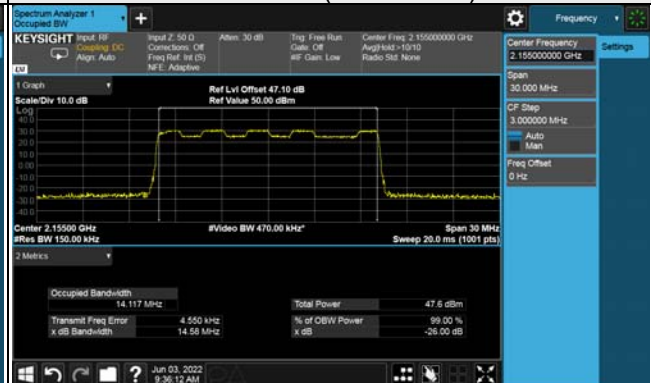 Spectrum Analyzer 1
Occupied BW
Frequency
KEYSIGHT
Input: RF
Coupling: DC
Align: Auto
Input Z: 50 Ω
Corrections: Off
Freq Ref: Int (S)
NFE: Adaptive
Atten: 30 dB
Trig: Free Run
Gate: Off
#IF Gain: Low
Center Freq: 2.155000000 GHz
Avg|Hold:>10/10
Radio Std: None
LM
Center Frequency
2.155000000 GHz
Settings
Span
30.000 MHz
CF Step
3.000000 MHz
Auto
Man
Freq Offset
0 Hz
1 Graph
Scale/Div 10.0 dB
Ref Lvl Offset 47.10 dB
Ref Value 50.00 dBm
Log
40.0
30.0
20.0
10.0
0.00
-10.0
-20.0
-30.0
-40.0
Center 2.15500 GHz
#Video BW 470.00 kHz*
Span 30 MHz
#Res BW 150.00 kHz
Sweep 20.0 ms (1001 pts)
2 Metrics
Occupied Bandwidth
14.117 MHz
Total Power 47.6 dBm
Transmit Freq Error 4.550 kHz
% of OBW Power 99.00 %
x dB Bandwidth 14.58 MHz
x dB -26.00 dB
?
Jun 03, 2022
9:36:12 AM